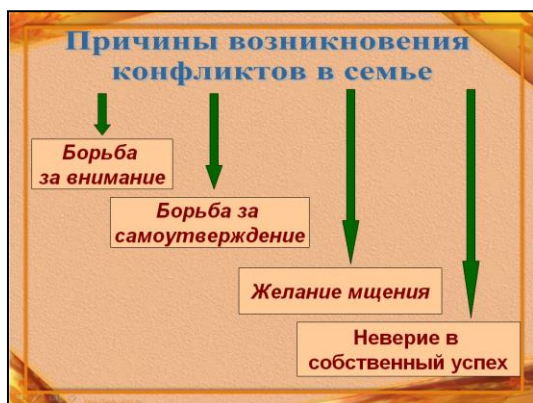 Причины возникновения
конфликтов в семье
Борьба
за внимание
Борьба за
самоутверждение
Желание мщения
Неверие в
собственный успех